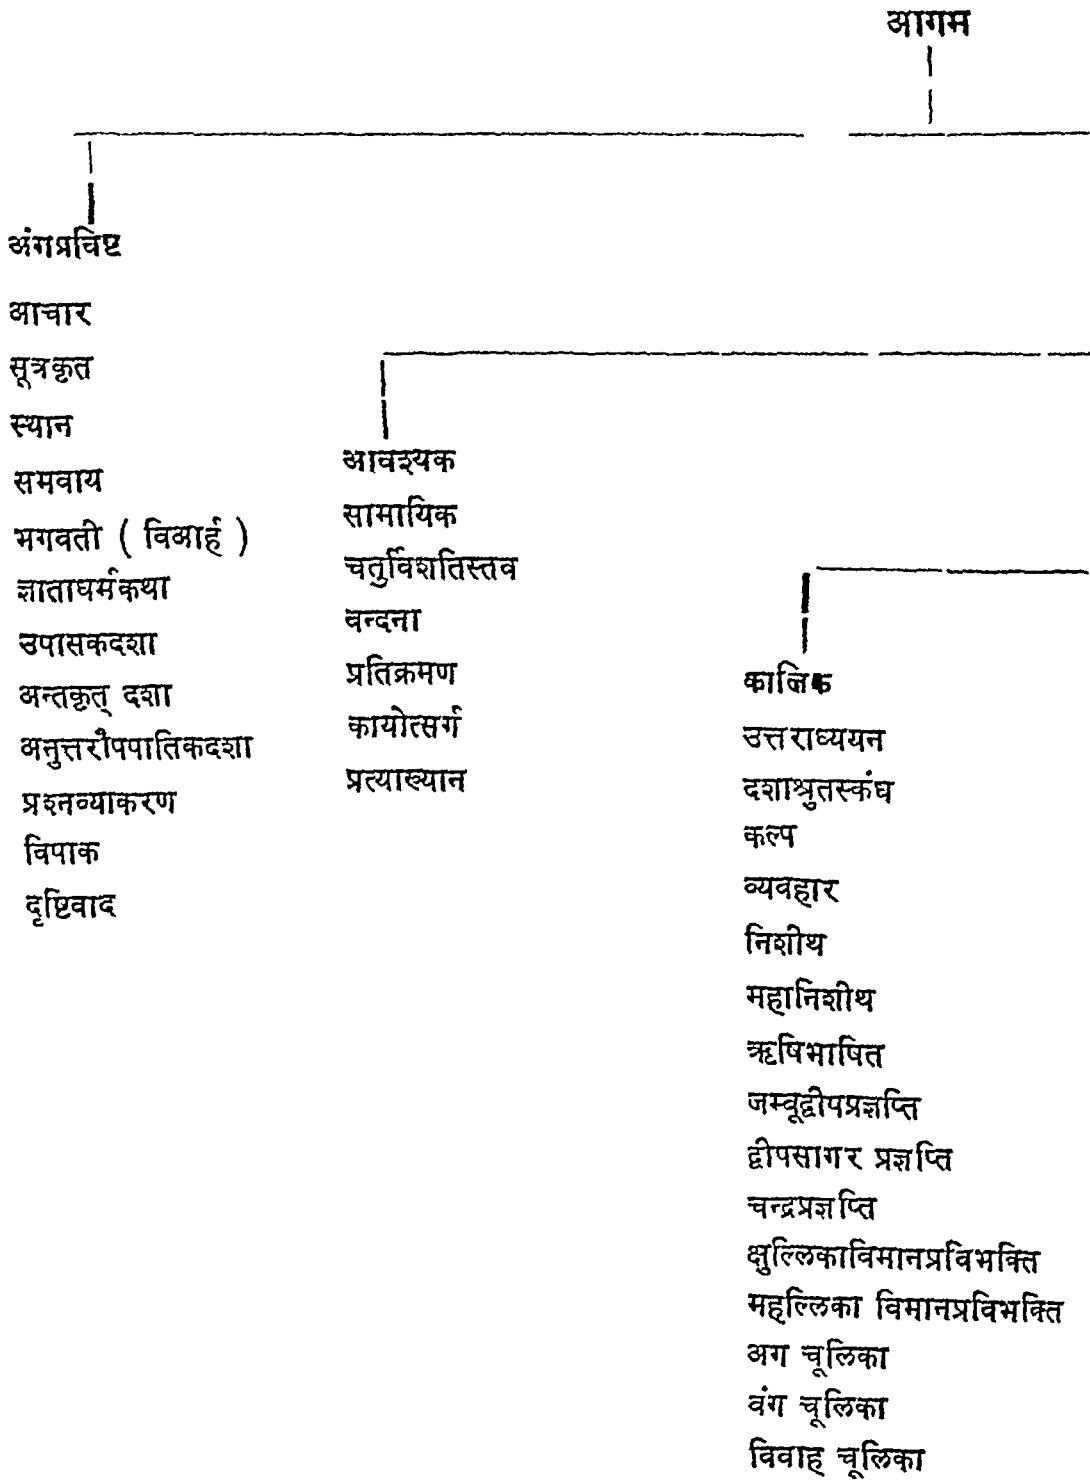 आगम
अंगप्रविष्ट
आचार
सूत्रकृत
स्थान
समवाय
भगवती ( विआहं )
ज्ञाताधर्मकथा
उपासकदशा
अन्तकृत् दशा
अनुत्तरौपपातिकदशा
प्रश्नव्याकरण
विपाक
दृष्टिवाद
आवश्यक
सामायिक
चतुर्विशतिस्तव
वन्दना
प्रतिक्रमण
कायोत्सर्ग
प्रत्याख्यान
कालिक
उत्तराध्ययन
दशाश्रुतस्कंध
कल्प
व्यवहार
निशीथ
महानिशीथ
ऋषिभाषित
जम्बूद्वीपप्रज्ञप्ति
द्वीपसागर प्रज्ञप्ति
चन्द्रप्रज्ञप्ति
क्षुल्लिकाविमानप्रविभक्ति
महल्लिका विमानप्रविभक्ति
अग चूलिका
वंग चूलिका
विवाह चूलिका